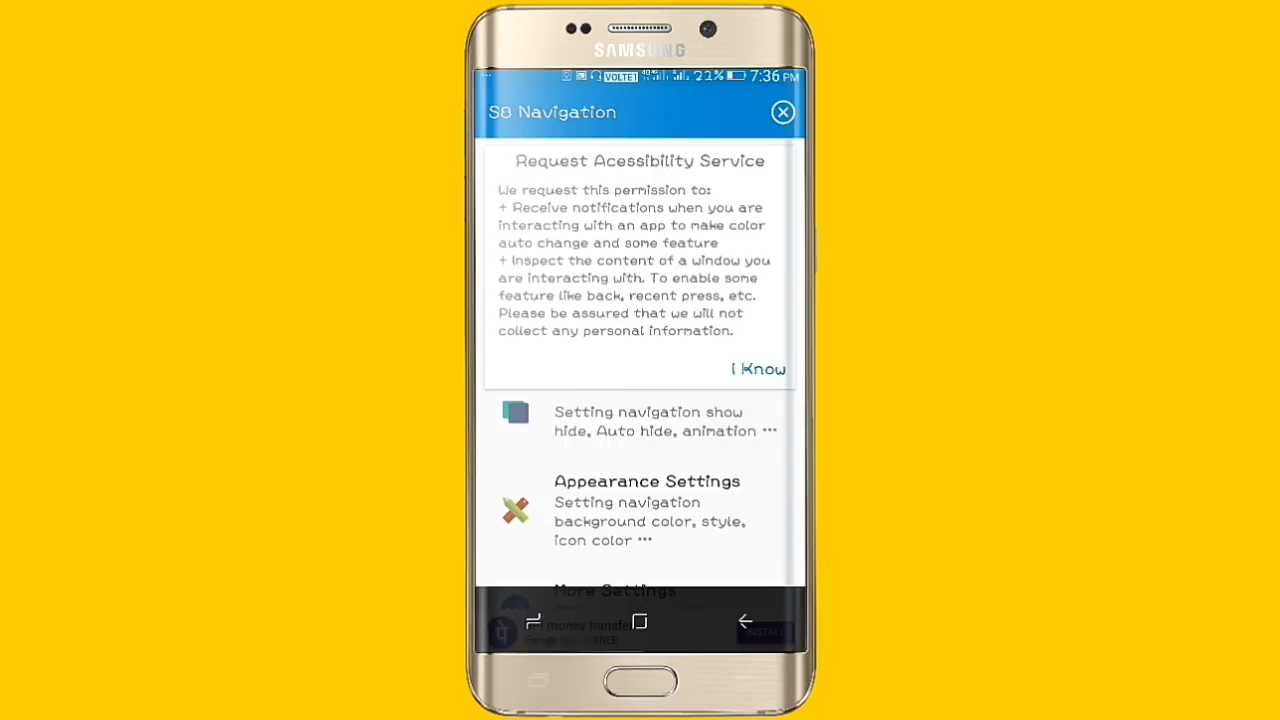 SAMSUNG
VOLTE1 4G 21% 7:36 PM
S8 Navigation
Request Acessibility Service
We request this permission to:
+ Receive notifications when you are
interacting with an app to make color
auto change and some feature
+ Inspect the content of a window you
are interacting with. To enable some
feature like back, recent press, etc.
Please be assured that we will not
collect any personal information.
I Know
Setting navigation show
hide, Auto hide, animation ...
Appearance Settings
Setting navigation
background color, style,
icon color ...
More Settings
money transfer
FREE
INSTALL